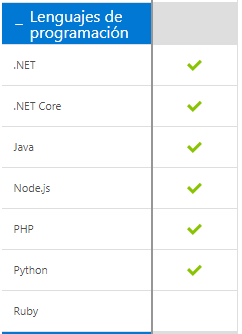 – Lenguajes de
programación
.NET
.NET Core
Java
Node.js
PHP
Python
Ruby